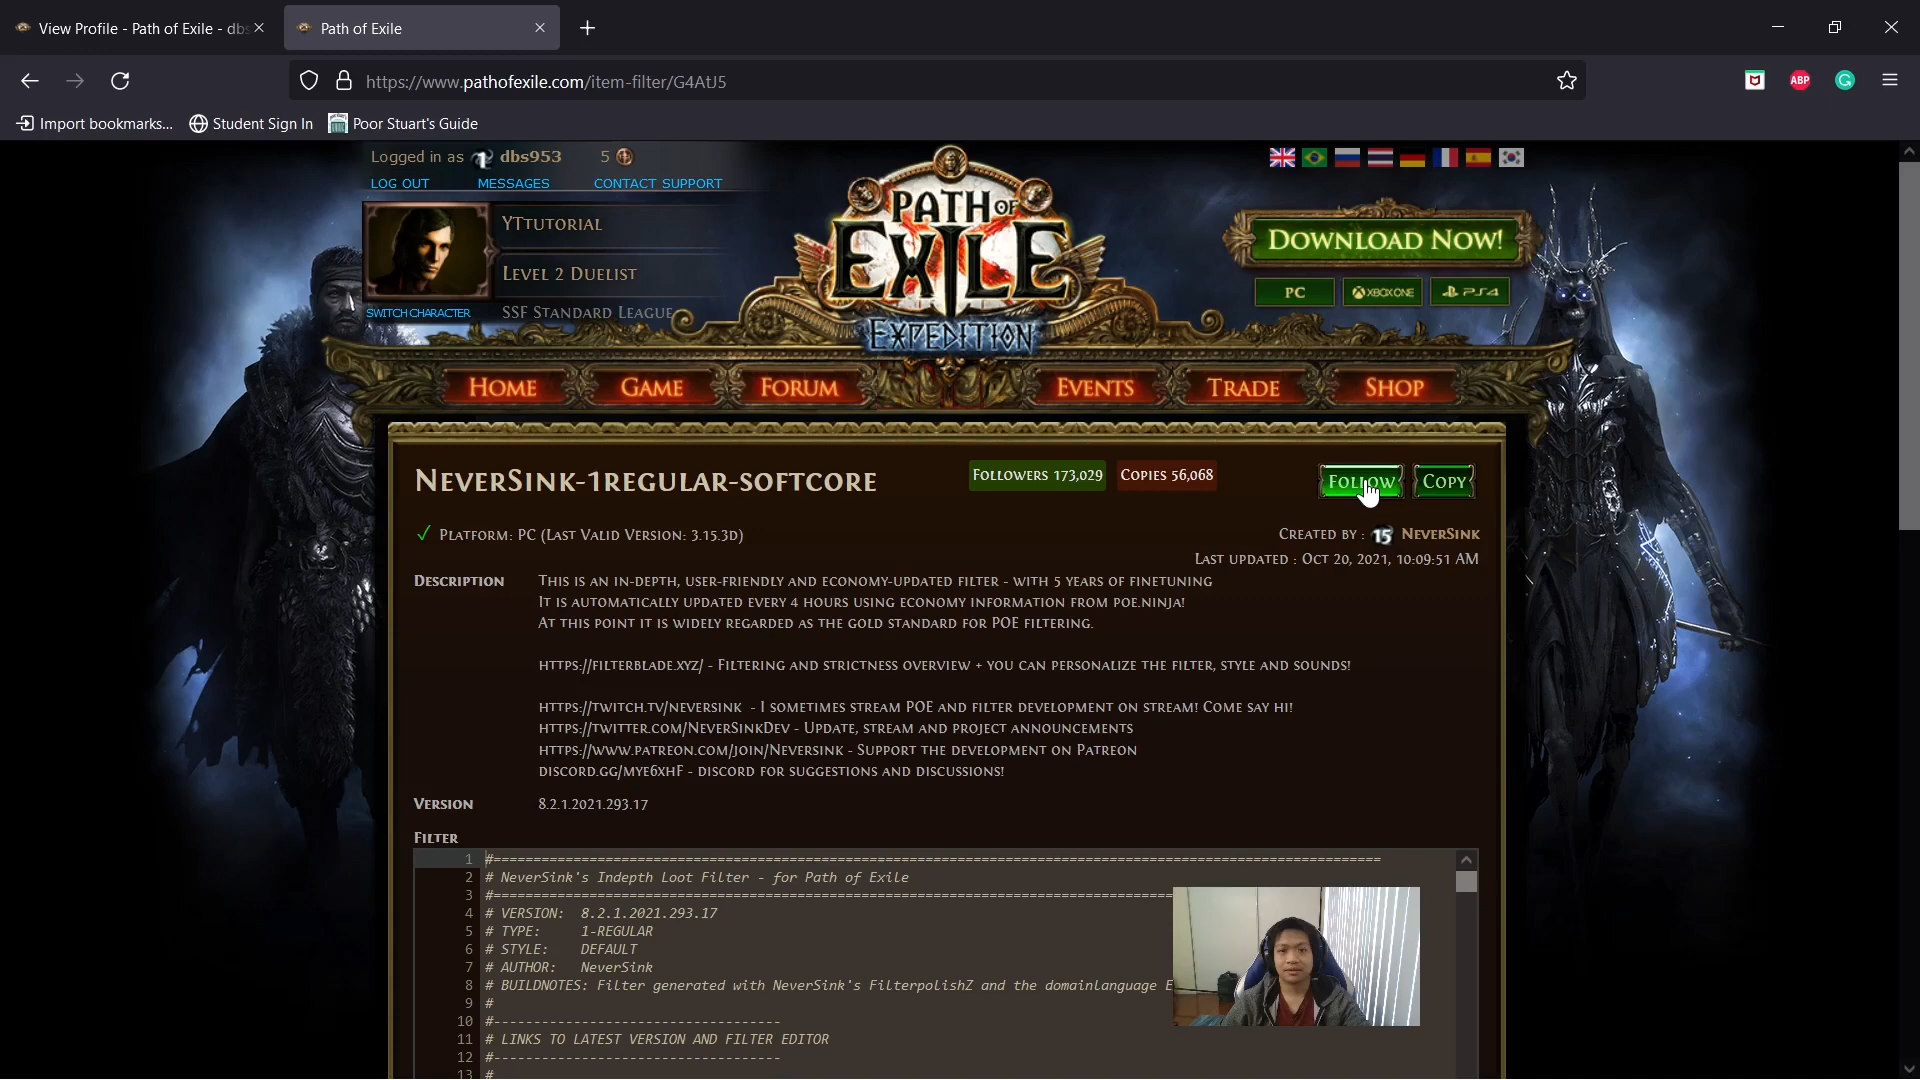 View Profile - Path of Exile - dbs
Path of Exile
https://www.pathofexile.com/item-filter/G4AtJ5
ABP
G
Import bookmarks...
Student Sign In
Poor Stuart's Guide
Logged in as 1 dbs953 5
LOG OUT MESSAGES CONTACT SUPPORT
YTtutorial
Level 2 Duelist
SWITCH CHARACTER
SSF Standard League
PATH OF
EXILE
EXPEDITION
DOWNLOAD NOW!
PC
XBOX ONE
PS4
HOME
GAME
FORUM
EVENTS
TRADE
SHOP
NeverSink-1regular-softcore
Followers 173,029
Copies 56,068
Follow
Copy
✓ Platform: PC (Last Valid Version: 3.15.3d)
Created by : 15 NeverSink
Last updated : Oct 20, 2021, 10:09:51 AM
Description
This is an in-depth, user-friendly and economy-updated filter - with 5 years of finetuning
It is automatically updated every 4 hours using economy information from poe.ninja!
At this point it is widely regarded as the gold standard for POE filtering.
https://filterblade.xyz/ - Filtering and strictness overview + you can personalize the filter, style and sounds!
https://twitch.tv/neversink - I sometimes stream POE and filter development on stream! Come say hi!
https://twitter.com/NeverSinkDev - Update, stream and project announcements
https://www.patreon.com/join/Neversink - Support the development on Patreon
discord.gg/mye6xhF - discord for suggestions and discussions!
Version
8.2.1.2021.293.17
Filter
1 #===============================================================================================================
2 # NeverSink's Indepth Loot Filter - for Path of Exile
3 #======================================================================================
4 # VERSION: 8.2.1.2021.293.17
5 # TYPE: 1-REGULAR
6 # STYLE: DEFAULT
7 # AUTHOR: NeverSink
8 # BUILDNOTES: Filter generated with NeverSink's FilterpolishZ and the domainlanguage E
9 #
10 #------------------------------------
11 # LINKS TO LATEST VERSION AND FILTER EDITOR
12 #------------------------------------
13 #